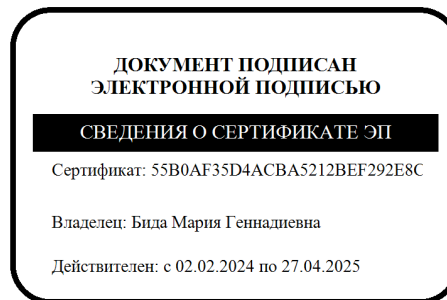 ДОКУМЕНТ ПОДПИСАН
ЭЛЕКТРОННОЙ ПОДПИСЬЮ
СВЕДЕНИЯ О СЕРТИФИКАТЕ ЭП
Сертификат: 55B0AF35D4ACBA5212BEF292E8C
Владелец: Бида Мария Геннадиевна
Действителен: с 02.02.2024 по 27.04.2025